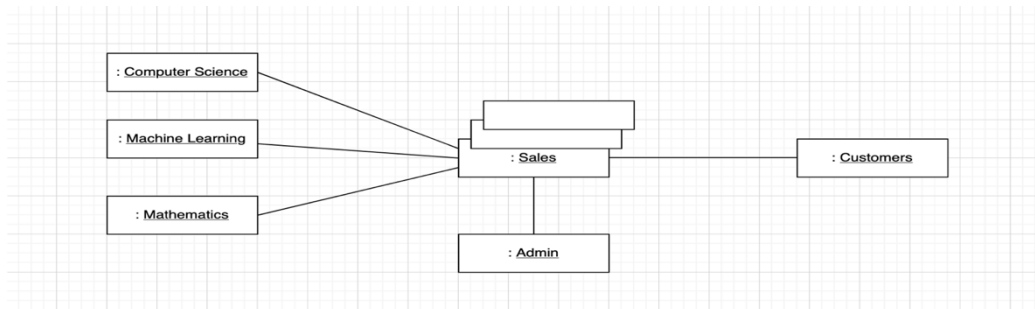 : Computer Science
: Machine Learning
: Sales
: Customers
: Mathematics
: Admin